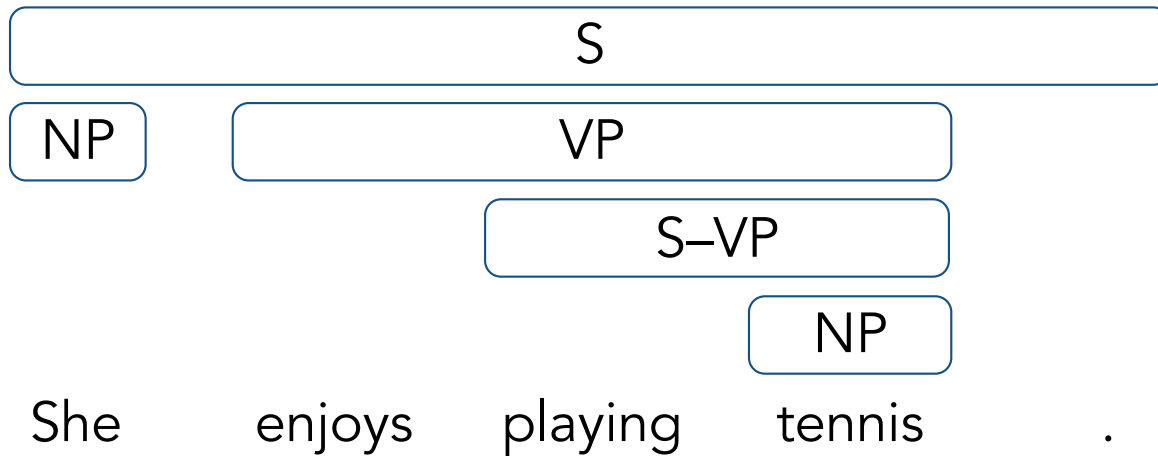 S
NP VP
S–VP
NP
She enjoys playing tennis .